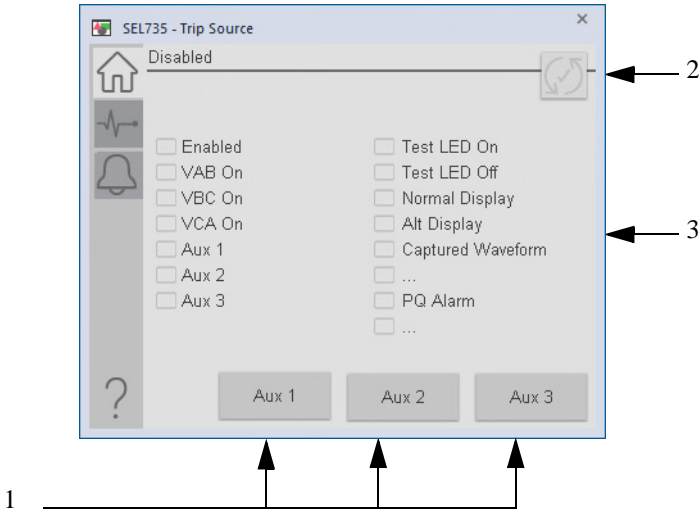 SEL735 - Trip Source
Disabled
2
Enabled
VAB On
VBC On
VCA On
Aux 1
Aux 2
Aux 3
Test LED On
Test LED Off
Normal Display
Alt Display
Captured Waveform
...
PQ Alarm
...
3
?
Aux 1
Aux 2
Aux 3
1